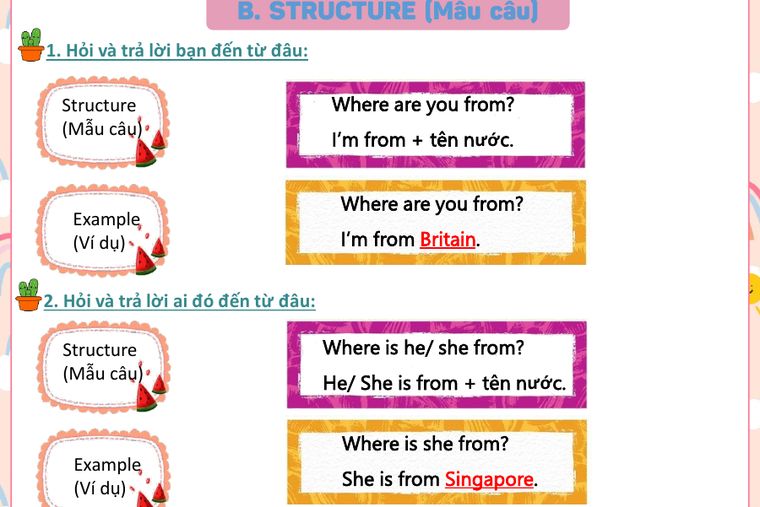 B. STRUCTURE (Mẫu câu)
1. Hỏi và trả lời bạn đến từ đâu:
Structure
(Mẫu câu)
Where are you from?
I’m from + tên nước.
Example
(Ví dụ)
Where are you from?
I’m from Britain.
2. Hỏi và trả lời ai đó đến từ đâu:
Structure
(Mẫu câu)
Where is he/ she from?
He/ She is from + tên nước.
Example
(Ví dụ)
Where is she from?
She is from Singapore.